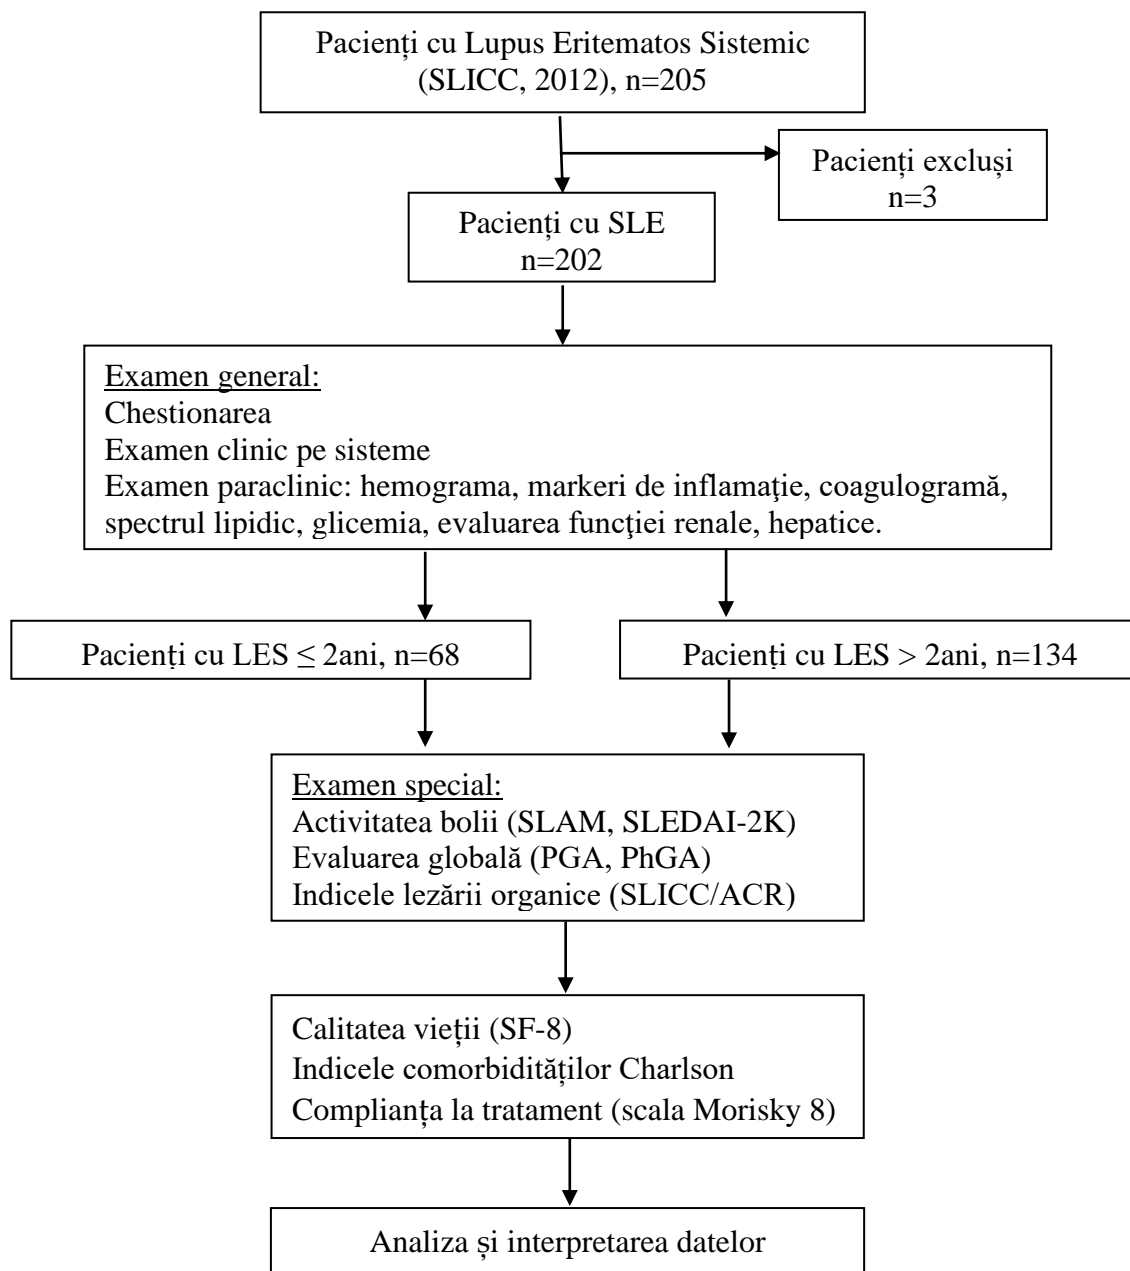 Pacienți cu Lupus Eritematos Sistemic
(SLICC, 2012), n=205
Pacienți excluși
n=3
Pacienți cu SLE
n=202
Examen general:
Chestionarea
Examen clinic pe sisteme
Examen paraclinic: hemograma, markeri de inflamaţie, coagulogramă,
spectrul lipidic, glicemia, evaluarea funcţiei renale, hepatice.
Pacienți cu LES ≤ 2ani, n=68
Pacienți cu LES > 2ani, n=134
Examen special:
Activitatea bolii (SLAM, SLEDAI-2K)
Evaluarea globală (PGA, PhGA)
Indicele lezării organice (SLICC/ACR)
Calitatea vieții (SF-8)
Indicele comorbidităților Charlson
Complianța la tratament (scala Morisky 8)
Analiza și interpretarea datelor